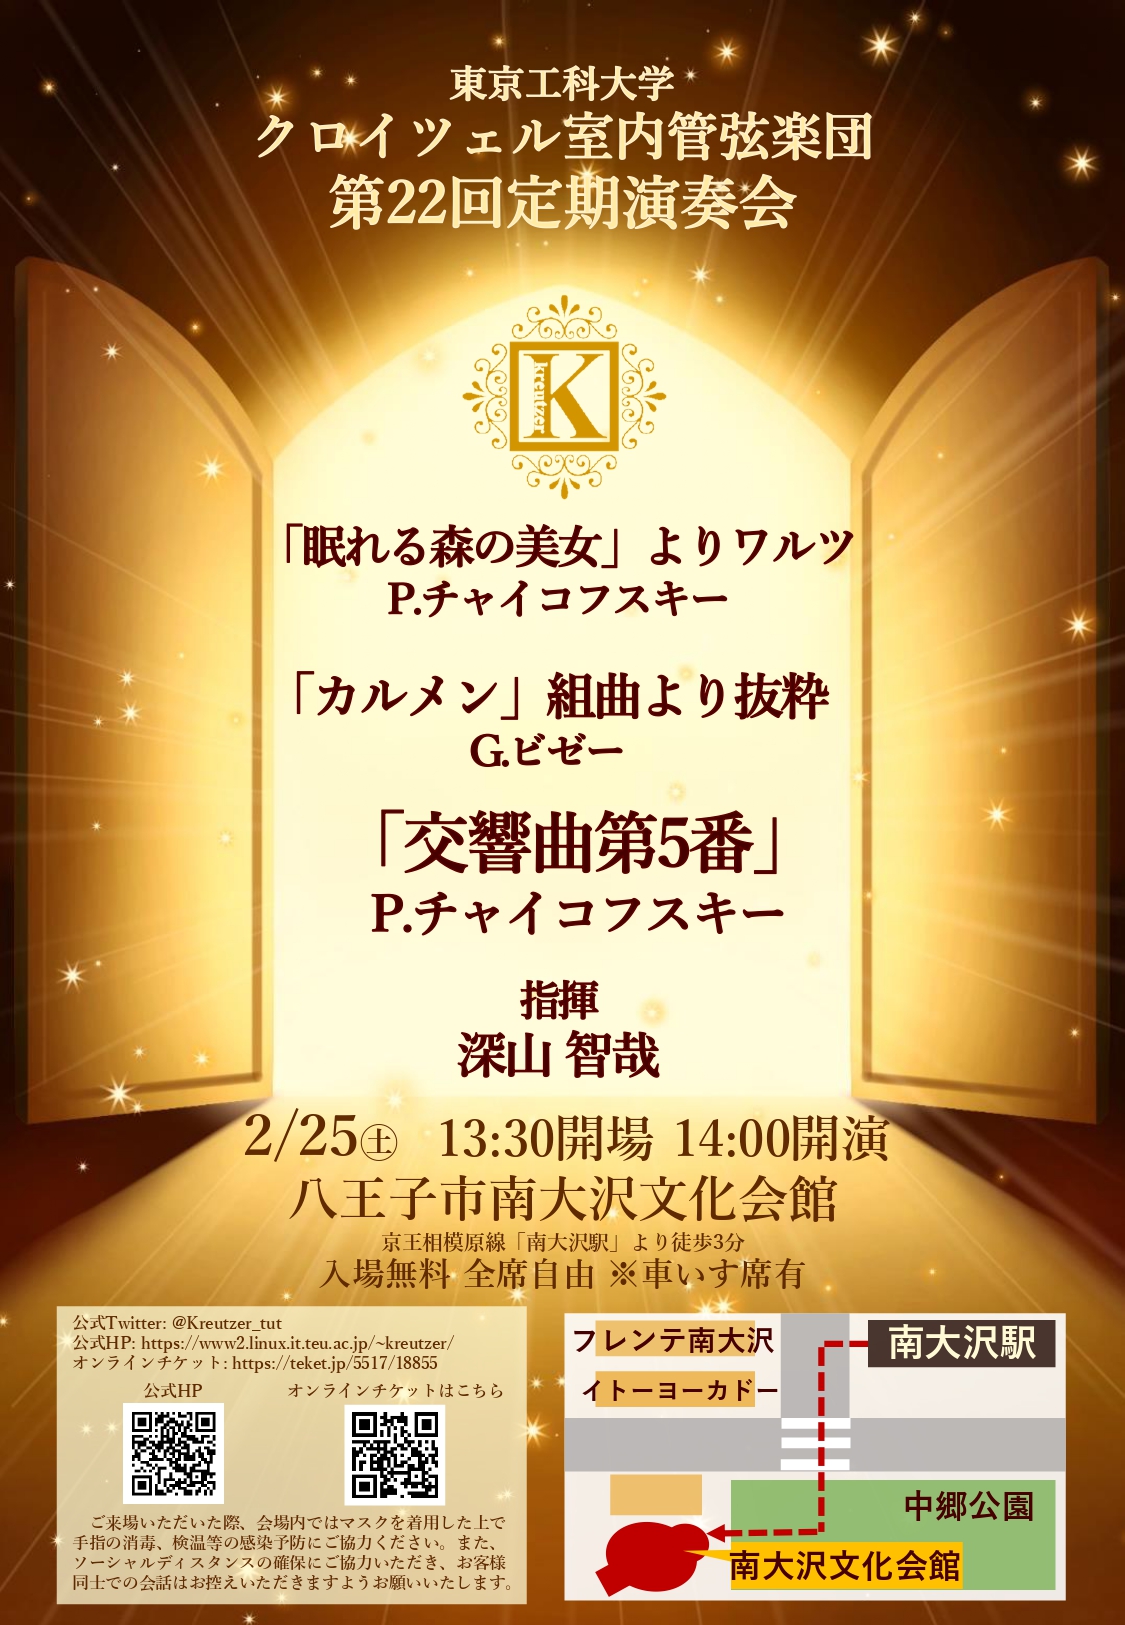 東京工科大学
クロイツェル室内管弦楽団
第22回定期演奏会
K
kreutzer
「眠れる森の美女」よりワルツ
P.チャイコフスキー
「カルメン」組曲より抜粋
G.ビゼー
「交響曲第5番」
P.チャイコフスキー
指揮
深山 智哉
2/25㊏ 13:30開場 14:00開演
八王子市南大沢文化会館
京王相模原線「南大沢駅」より徒歩3分
入場無料 全席自由 ※車いす席有
公式Twitter: @Kreutzer_tut
公式HP: https://www2.linux.it.teu.ac.jp/~kreutzer/
オンラインチケット: https://teket.jp/5517/18855
公式HP オンラインチケットはこちら
ご来場いただいた際、会場内ではマスクを着用した上で
手指の消毒、検温等の感染予防にご協力ください。また、
ソーシャルディスタンスの確保にご協力いただき、お客様
同士での会話はお控えいただきますようお願いいたします。
フレンテ南大沢
南大沢駅
イトーヨーカドー
中郷公園
南大沢文化会館